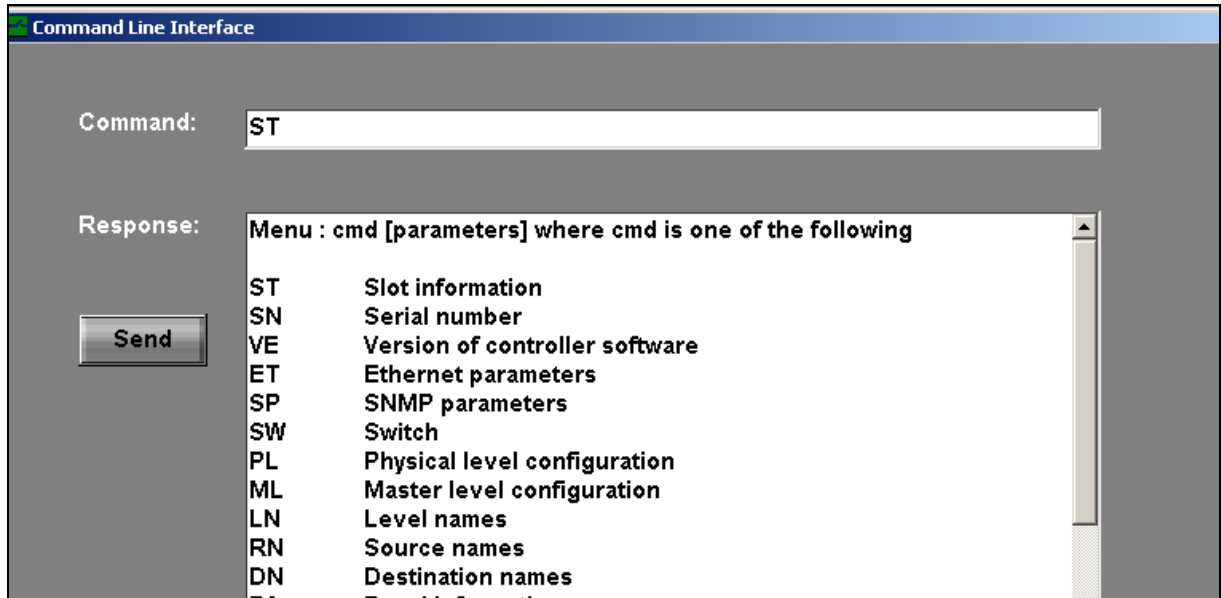 Command Line Interface
Command:
ST
Response:
Menu : cmd [parameters] where cmd is one of the following
ST Slot information
SN Serial number
Send
VE Version of controller software
ET Ethernet parameters
SP SNMP parameters
SW Switch
PL Physical level configuration
ML Master level configuration
LN Level names
RN Source names
DN Destination names